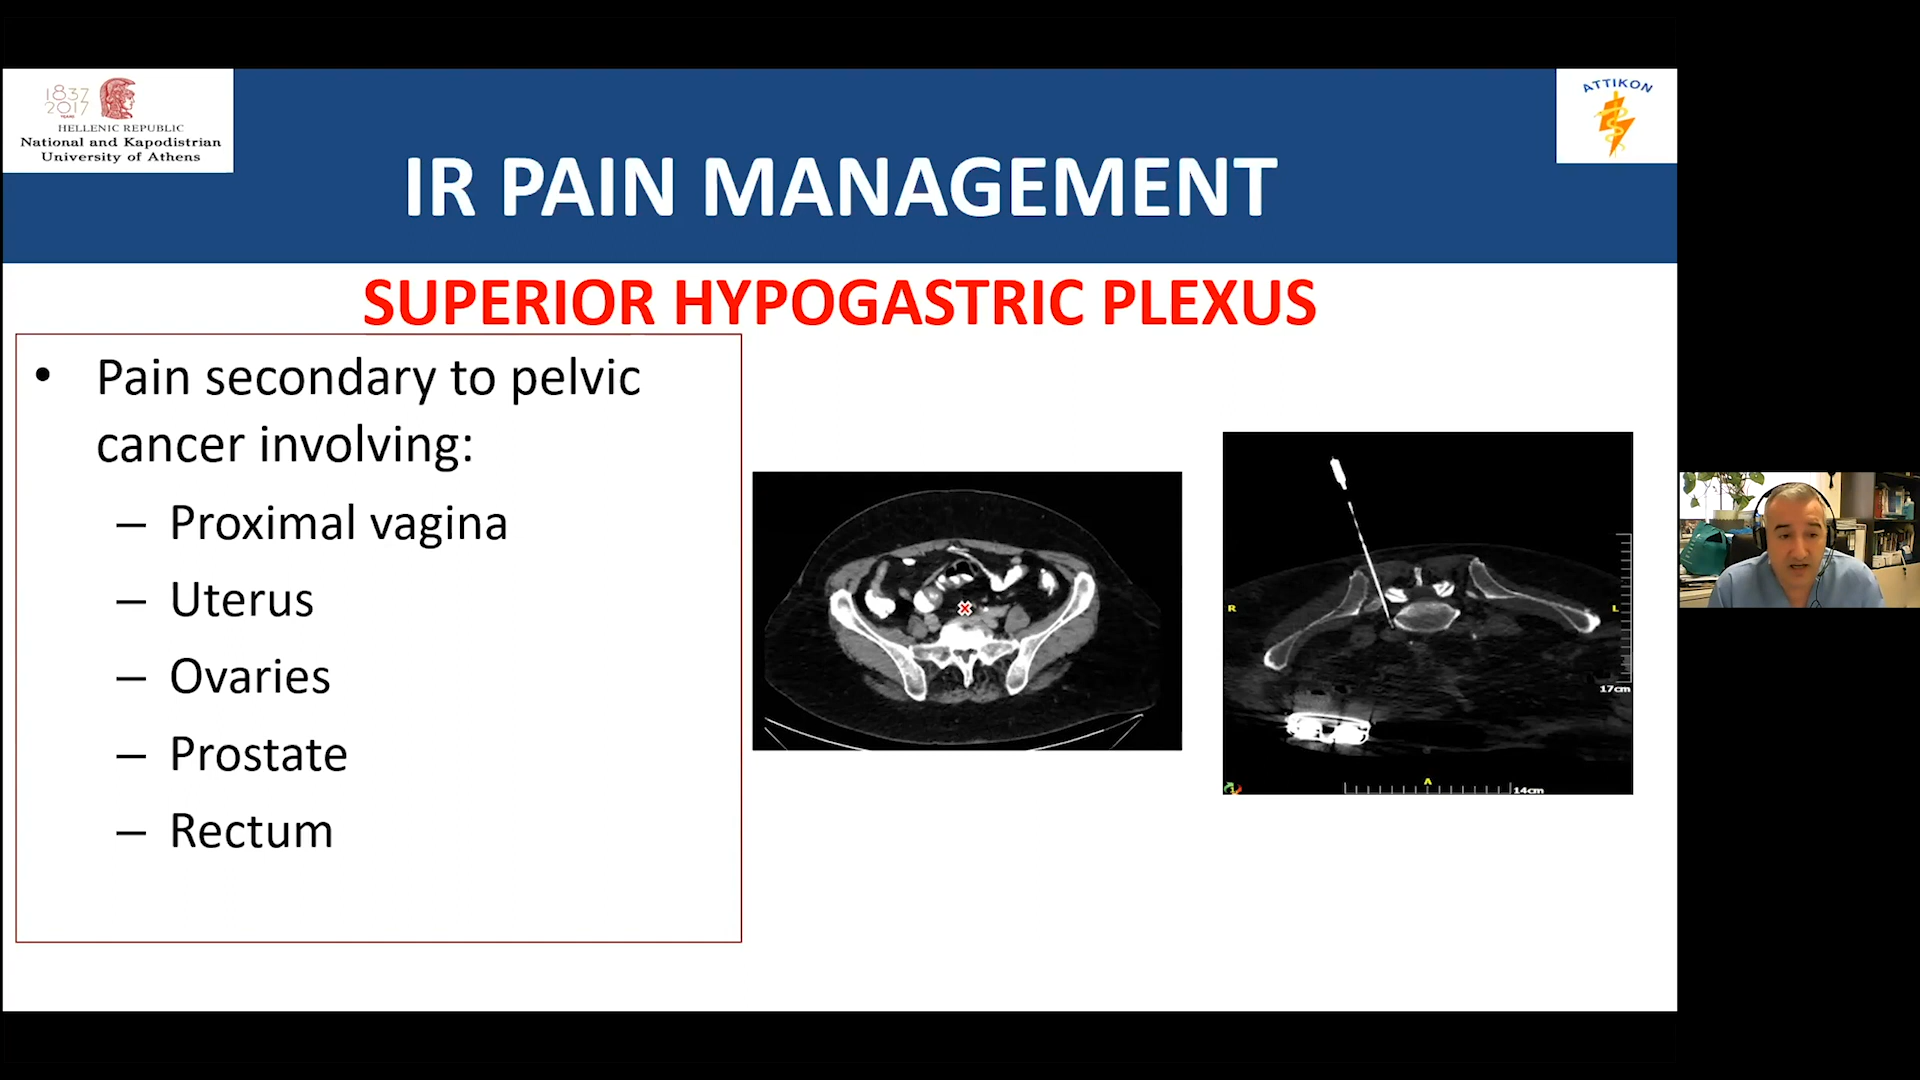 1837
2017
YEARS
HELLENIC REPUBLIC
National and Kapodistrian
University of Athens
ATTIKON
IR PAIN MANAGEMENT
SUPERIOR HYPOGASTRIC PLEXUS
• Pain secondary to pelvic
cancer involving:
– Proximal vagina
– Uterus
– Ovaries
– Prostate
– Rectum
R
L
17cm
A
14cm